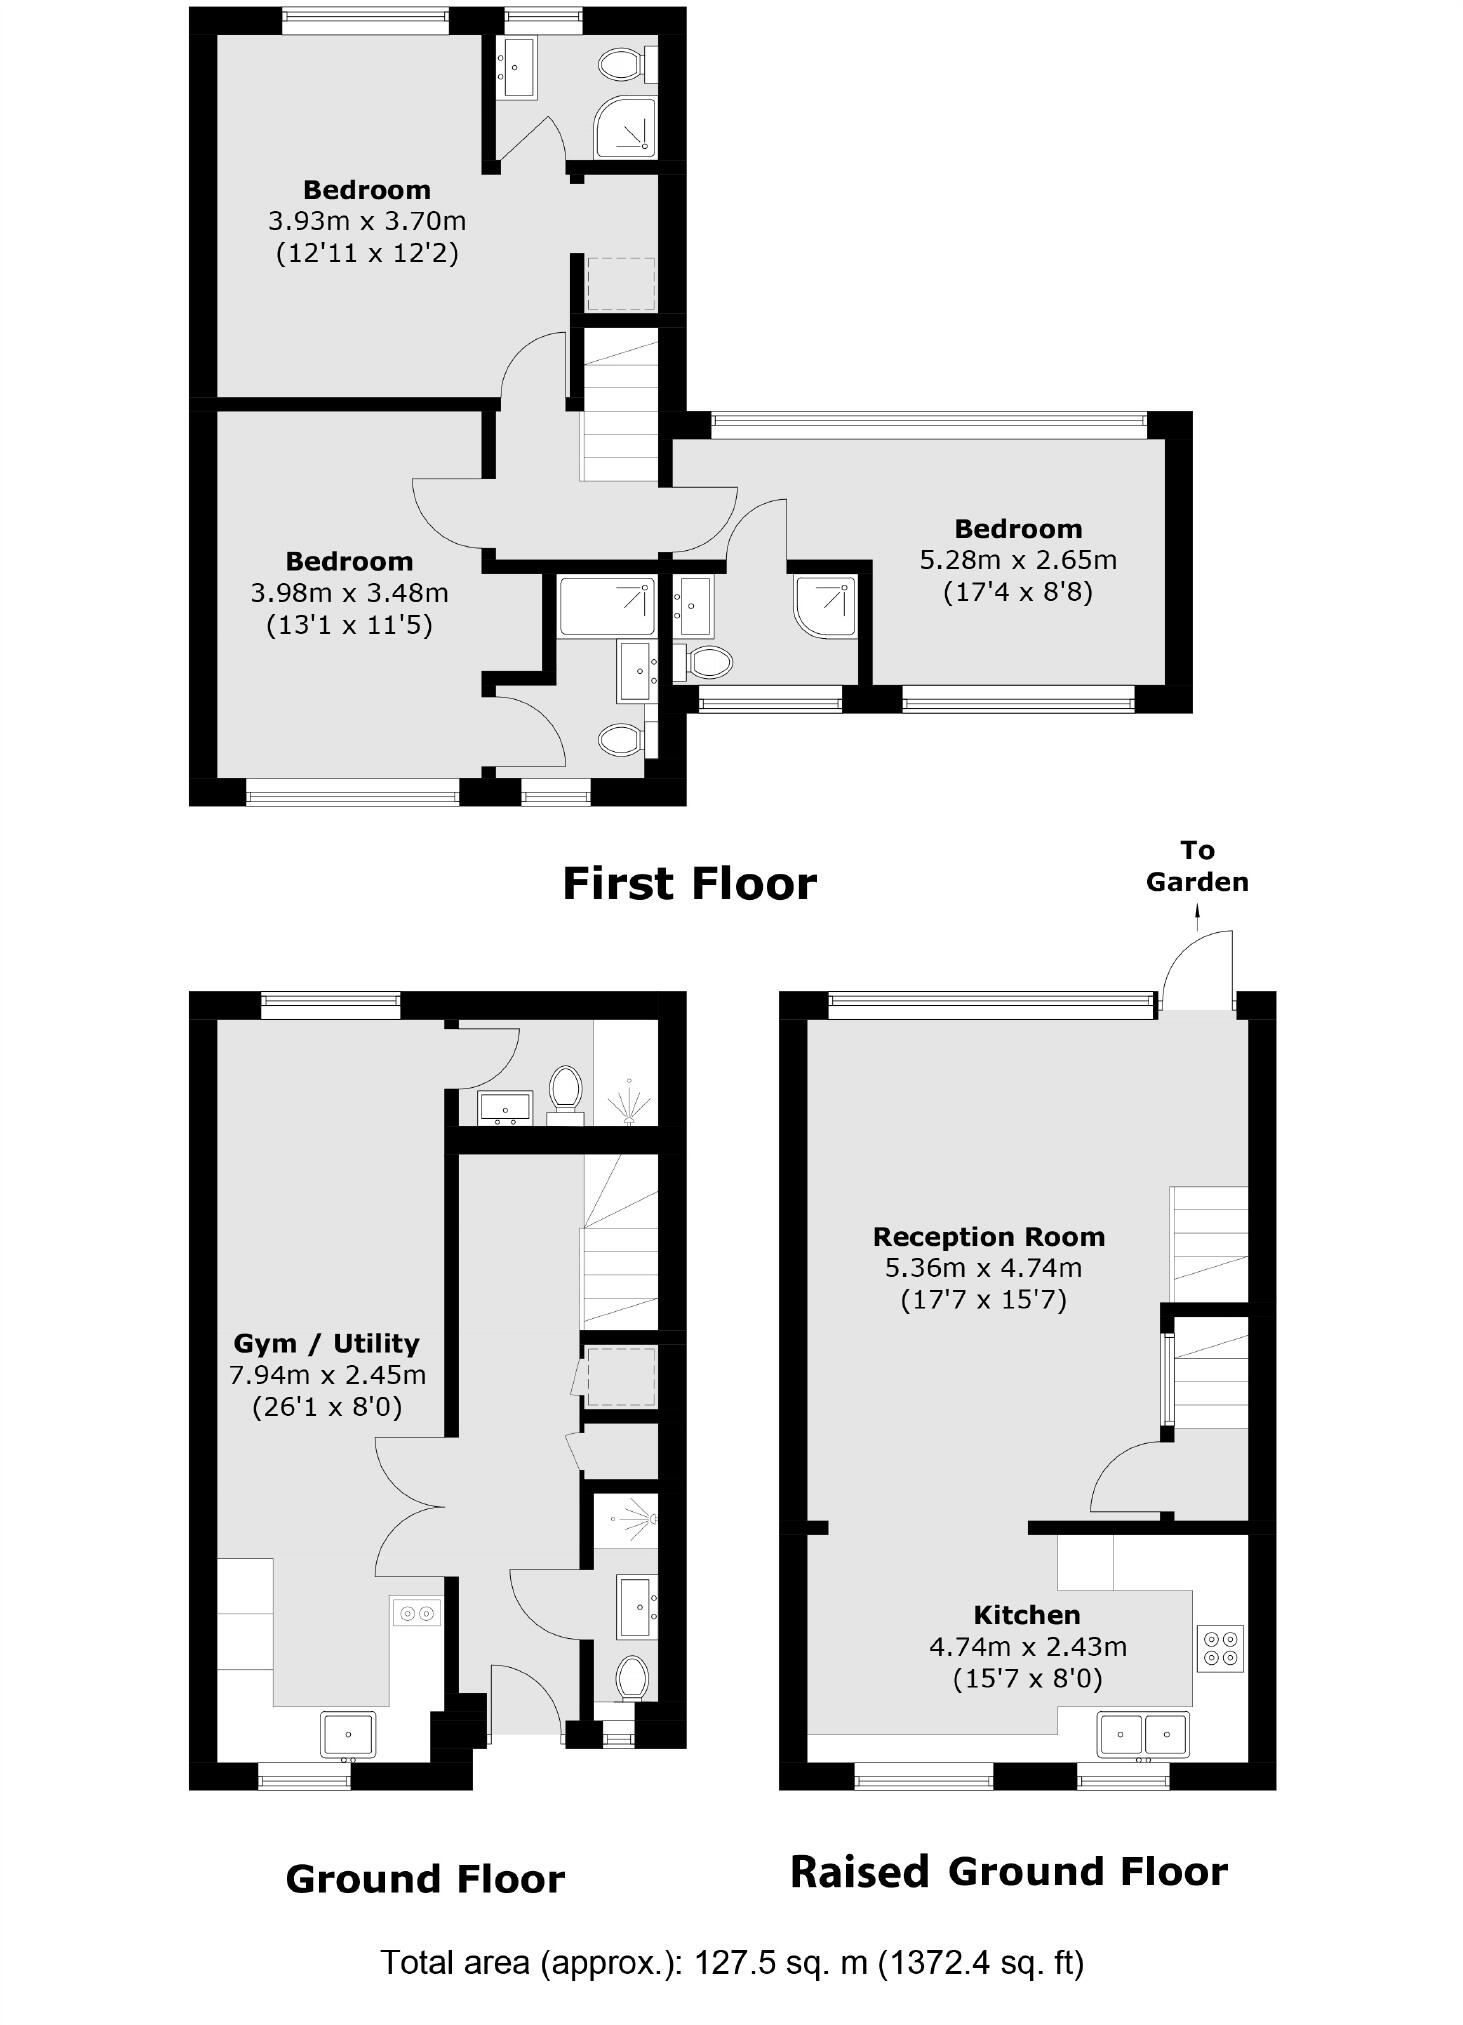 Bedroom
3.93m x 3.70m
(12'11 x 12'2)
Bedroom
5.28m x 2.65m
(17'4 x 8'8)
Bedroom
3.98m x 3.48m
(13'1 x 11'5)
First Floor
To
Garden
Reception Room
5.36m x 4.74m
(17'7 x 15'7)
Gym / Utility
7.94m x 2.45m
(26'1 x 8'0)
Kitchen
4.74m x 2.43m
(15'7 x 8'0)
Ground Floor
Raised Ground Floor
Total area (approx.): 127.5 sq. m (1372.4 sq. ft)